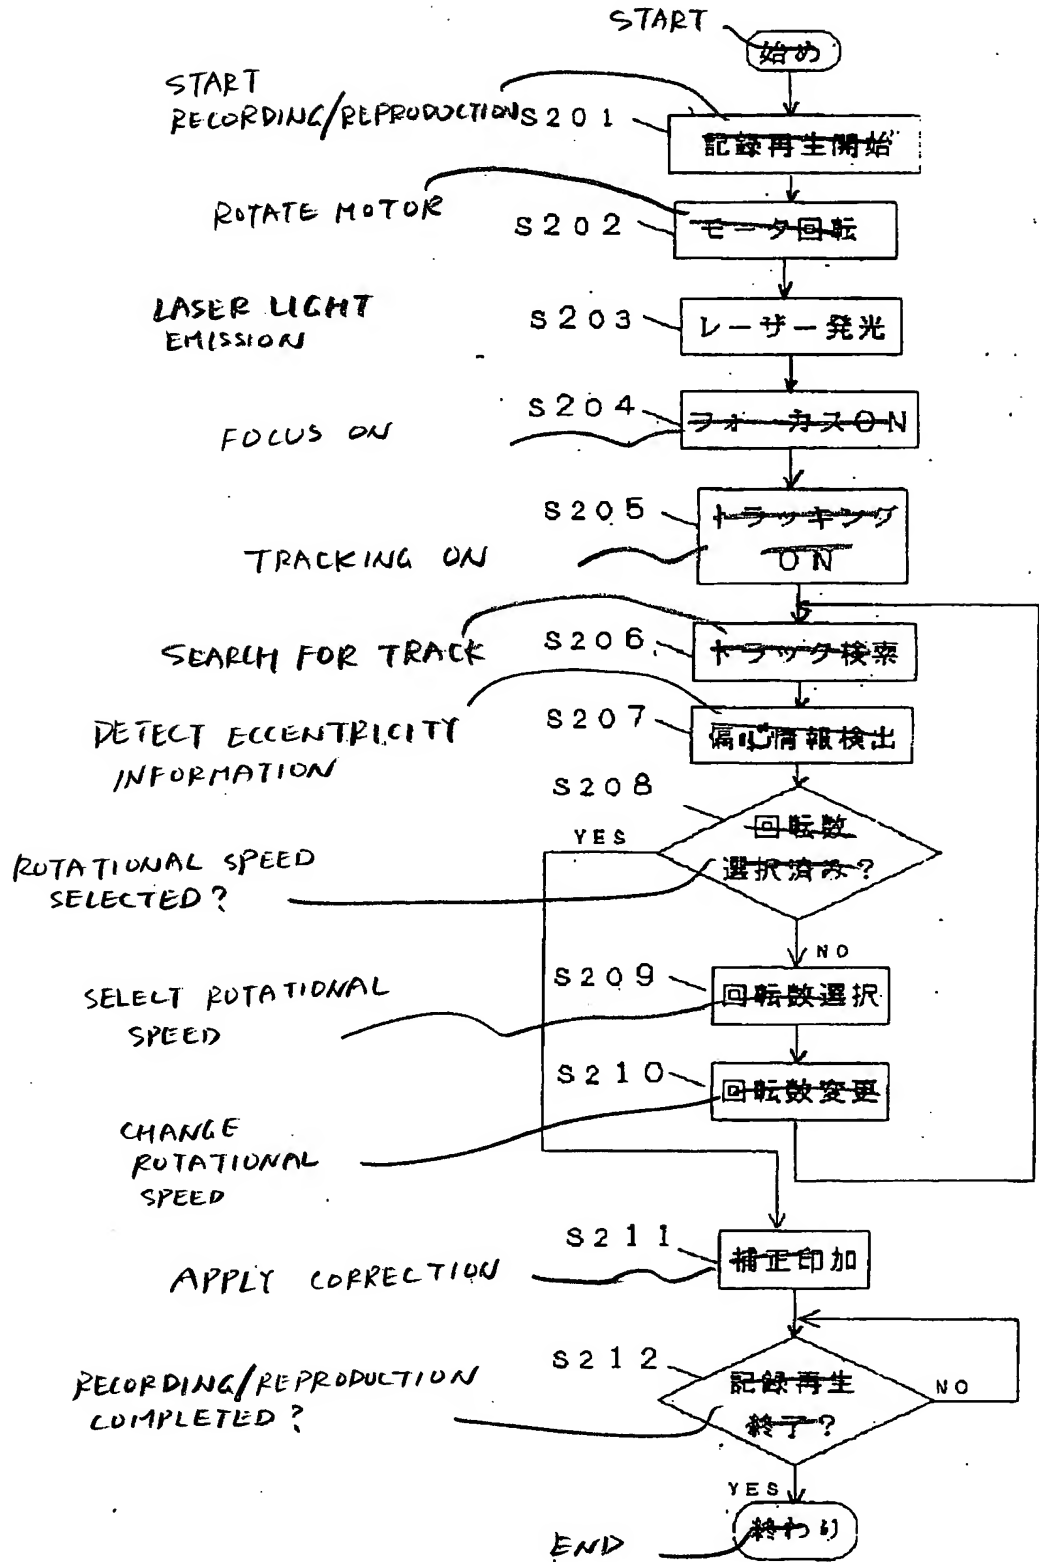 START
始め
START
RECORDING/REPRODUCTION
S201
記録再生開始
ROTATE MOTOR
S202
モータ回転
LASER LIGHT
EMISSION
S203
レーザー発光
FOCUS ON
S204
フォーカスON
TRACKING ON
S205
トラッキング
ON
SEARCH FOR TRACK
S206
トラック検索
DETECT ECCENTRICITY
INFORMATION
S207
偏心情報検出
S208
回転数
選択済み?
YES
NO
ROTATIONAL SPEED
SELECTED?
SELECT ROTATIONAL
SPEED
S209
回転数選択
S210
回転数変更
CHANGE
ROTATIONAL
SPEED
S211
補正印加
APPLY CORRECTION
S212
記録再生
終了?
NO
RECORDING/REPRODUCTION
COMPLETED?
YES
終わり
END